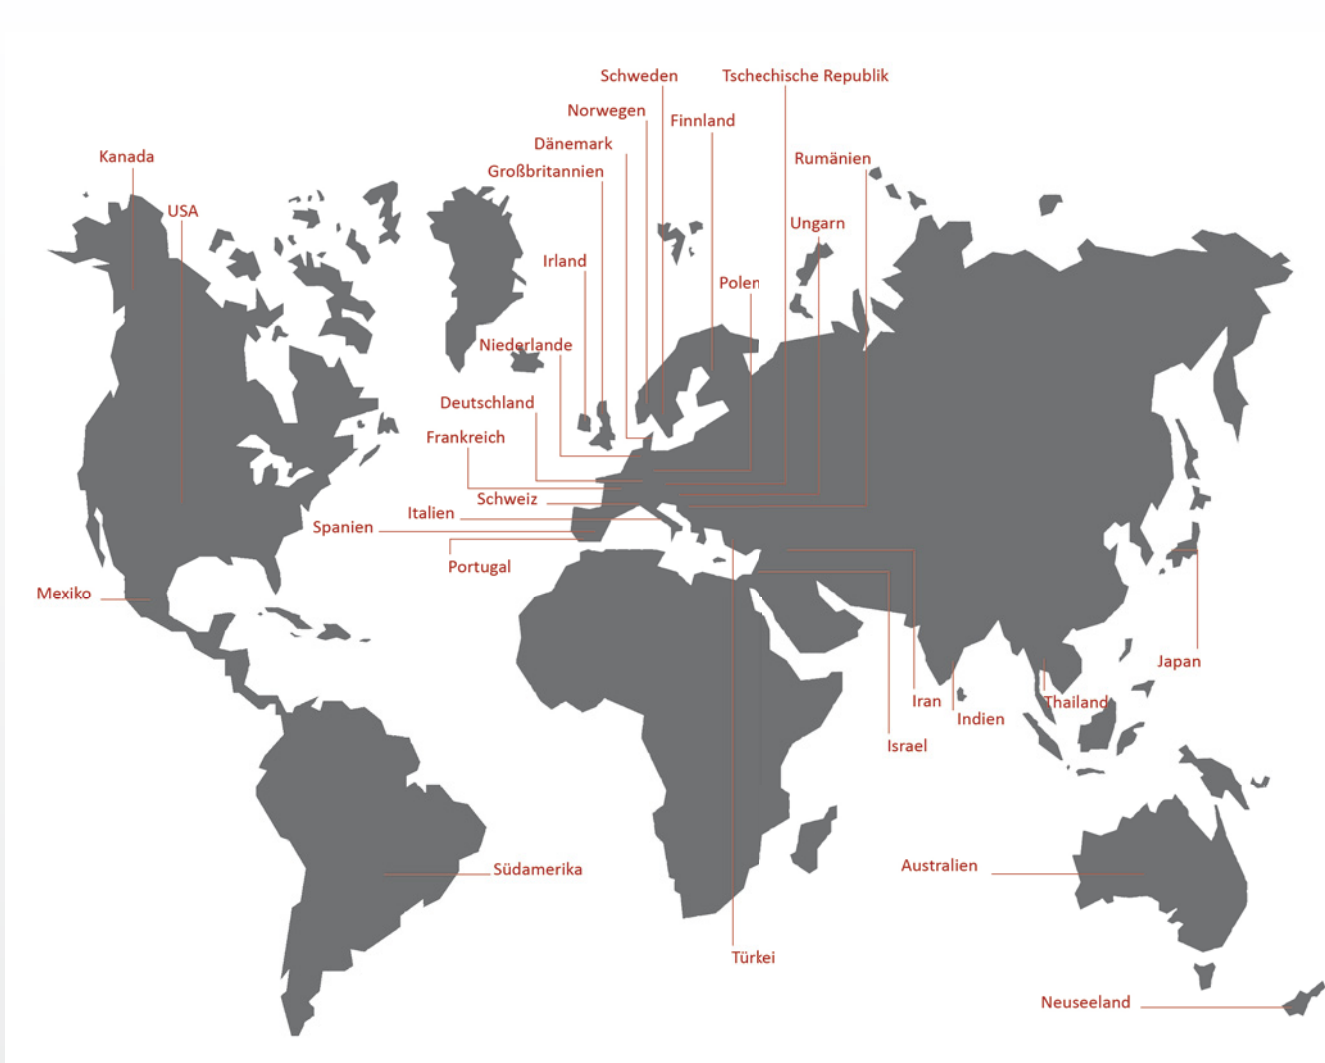 Schweden
Tschechische Republik
Norwegen
Finnland
Dänemark
Kanada
Rumänien
Großbritannien
USA
Ungarn
Irland
Polen
Niederlande
Deutschland
Frankreich
Schweiz
Italien
Spanien
Portugal
Mexiko
Japan
Iran
Thailand
Indien
Israel
Australien
Südamerika
Türkei
Neuseeland